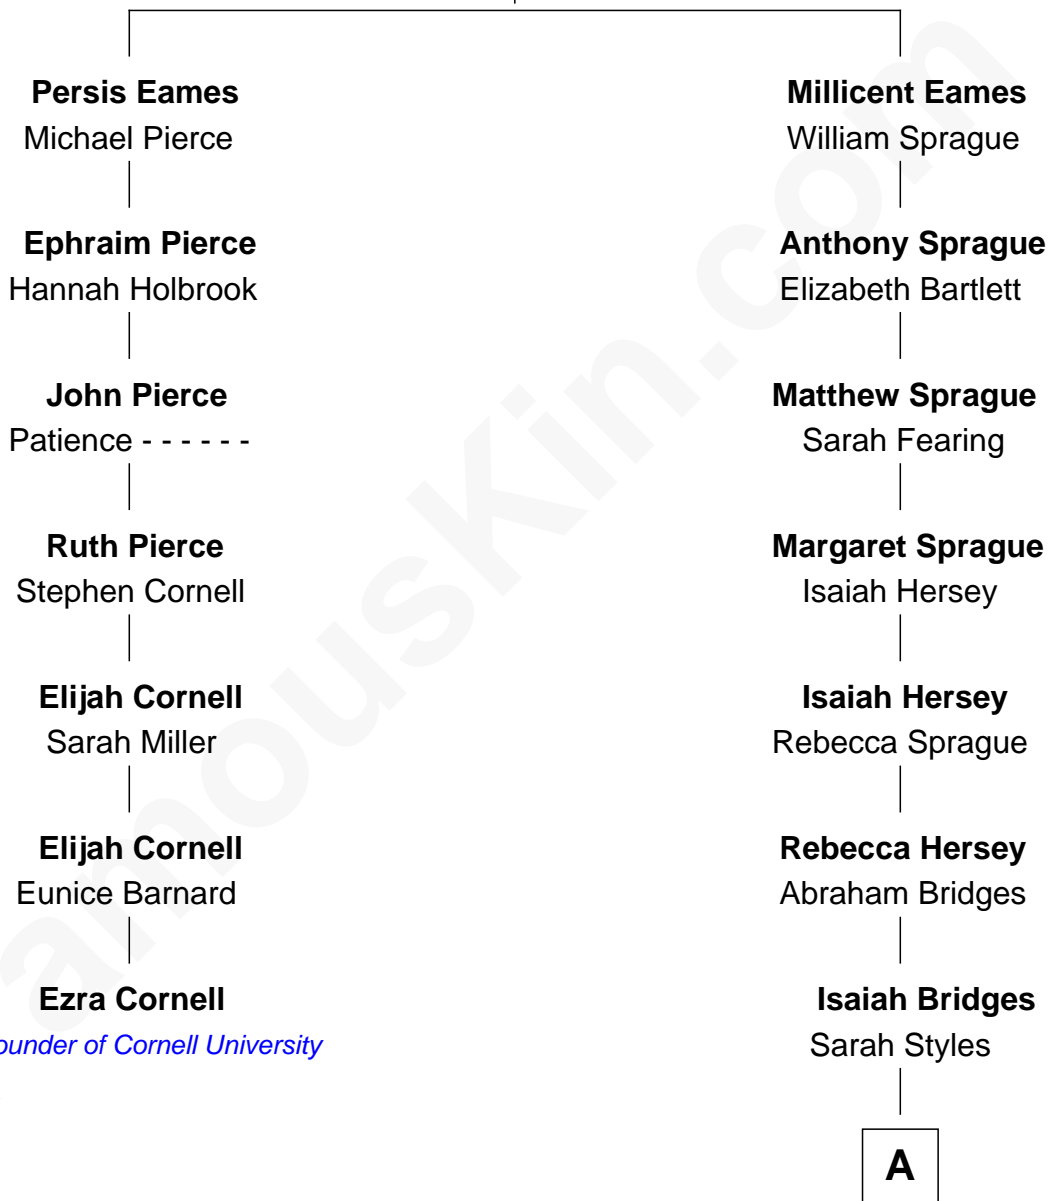 Persis Eames
Michael Pierce
Millicent Eames
William Sprague
Ephraim Pierce
Hannah Holbrook
Anthony Sprague
Elizabeth Bartlett
John Pierce
Patience - - - - - -
Matthew Sprague
Sarah Fearing
Ruth Pierce
Stephen Cornell
Margaret Sprague
Isaiah Hersey
Elijah Cornell
Sarah Miller
Isaiah Hersey
Rebecca Sprague
Elijah Cornell
Eunice Barnard
Rebecca Hersey
Abraham Bridges
Ezra Cornell
ounder of Cornell University
Isaiah Bridges
Sarah Styles
A
amouskin.com